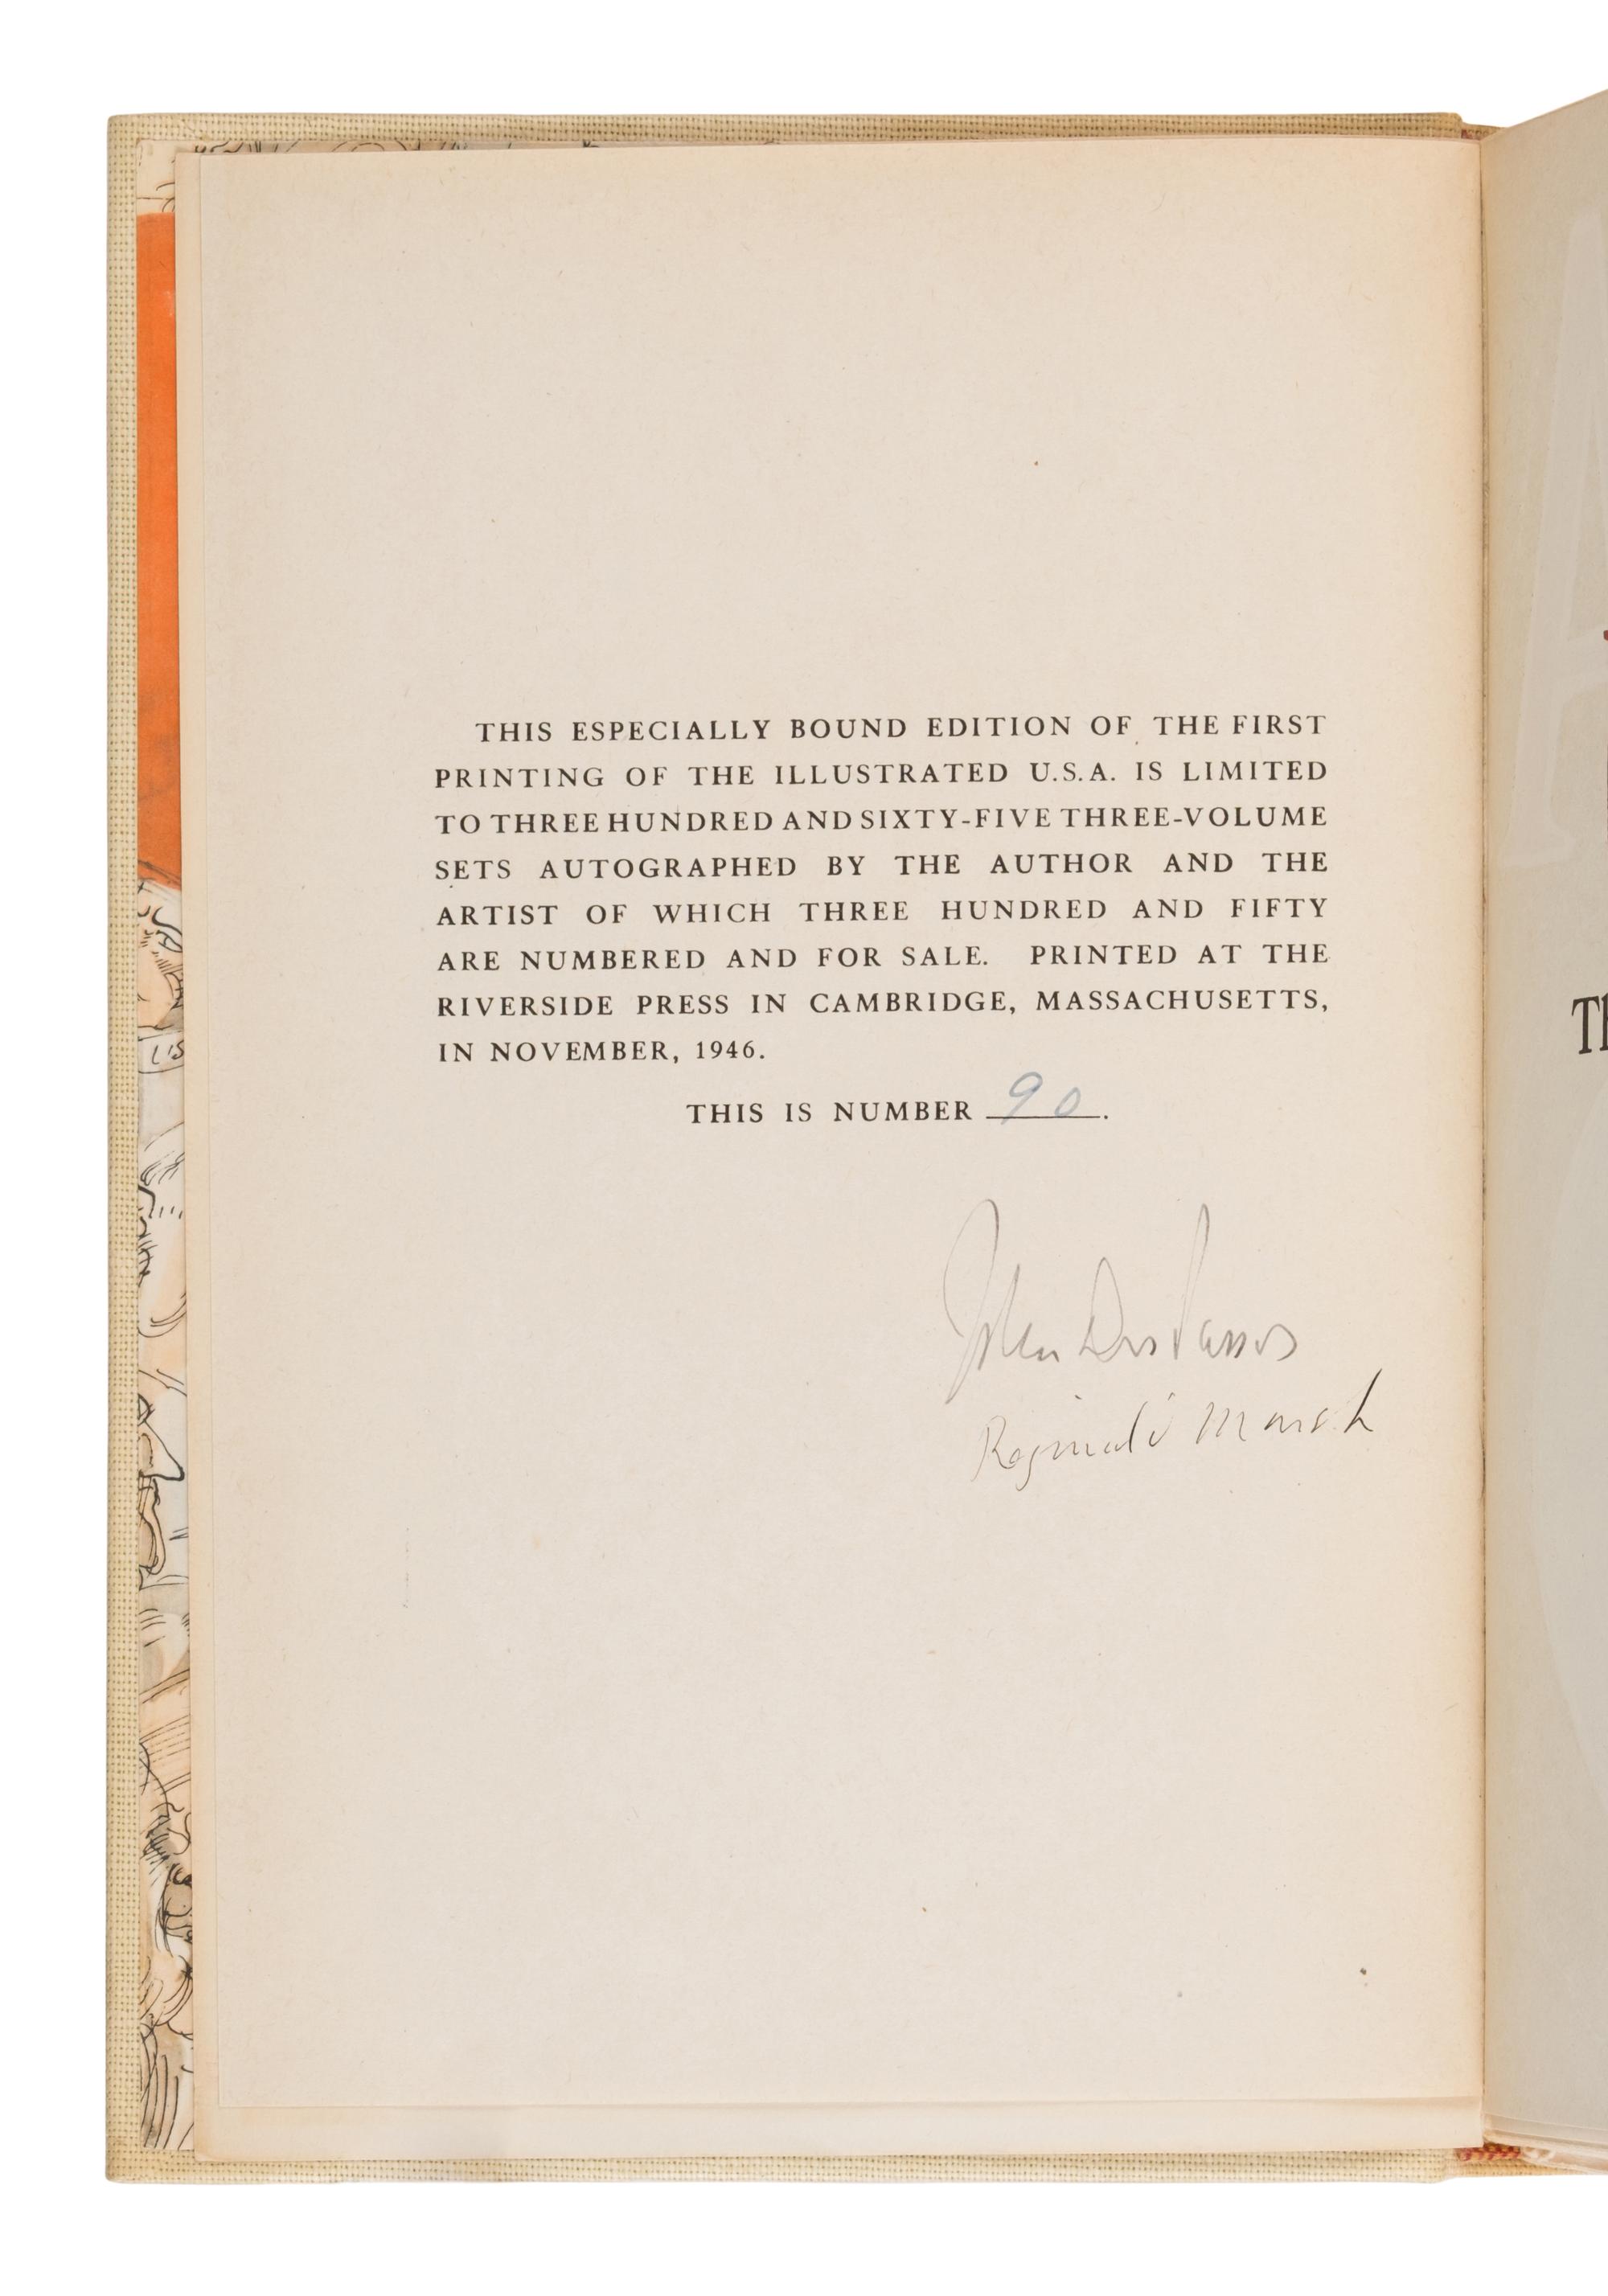 THIS ESPECIALLY BOUND EDITION OF THE FIRST
PRINTING OF THE ILLUSTRATED U.S.A. IS LIMITED
TO THREE HUNDRED AND SIXTY-FIVE THREE-VOLUME
SETS AUTOGRAPHED BY THE AUTHOR AND THE
ARTIST OF WHICH THREE HUNDRED AND FIFTY
ARE NUMBERED AND FOR SALE. PRINTED AT THE
RIVERSIDE PRESS IN CAMBRIDGE, MASSACHUSETTS,
IN NOVEMBER, 1946.
THIS IS NUMBER 90.
John Dos Passos
Reginald Marsh